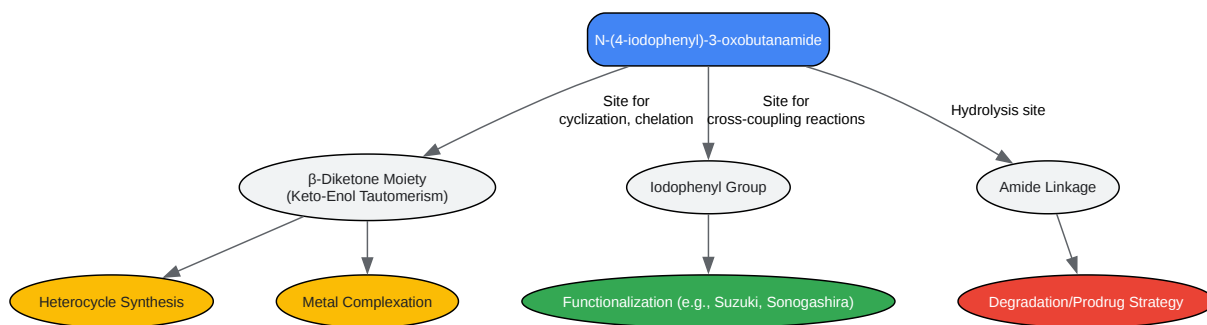 N-(4-iodophenyl)-3-oxobutanamide
Site for
cyclization, chelation
Site for
cross-coupling reactions
Hydrolysis site
β-Diketone Moiety
(Keto-Enol Tautomerism)
Iodophenyl Group
Amide Linkage
Heterocycle Synthesis
Metal Complexation
Functionalization (e.g., Suzuki, Sonogashira)
Degradation/Prodrug Strategy